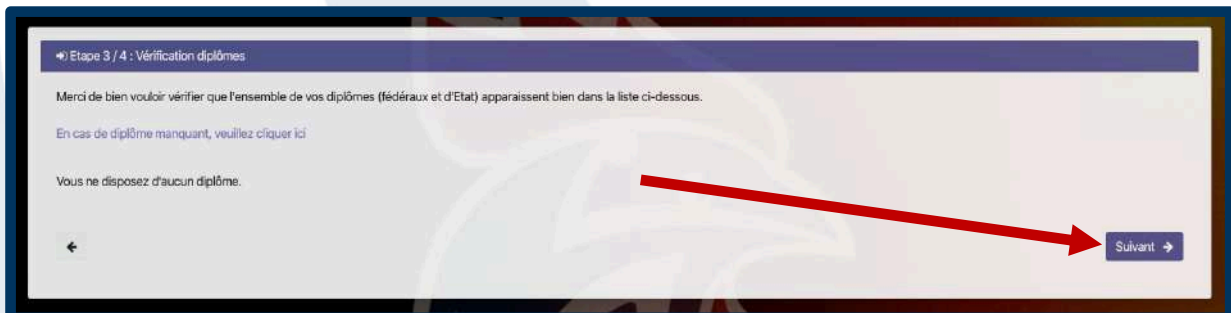 Etape 3 / 4 : Vérification diplômes
Merci de bien vouloir vérifier que l'ensemble de vos diplômes (fédéraux et d'Etat) apparaissent bien dans la liste ci-dessous.
En cas de diplôme manquant, veuillez cliquer ici
Vous ne disposez d'aucun diplôme.
Suivant